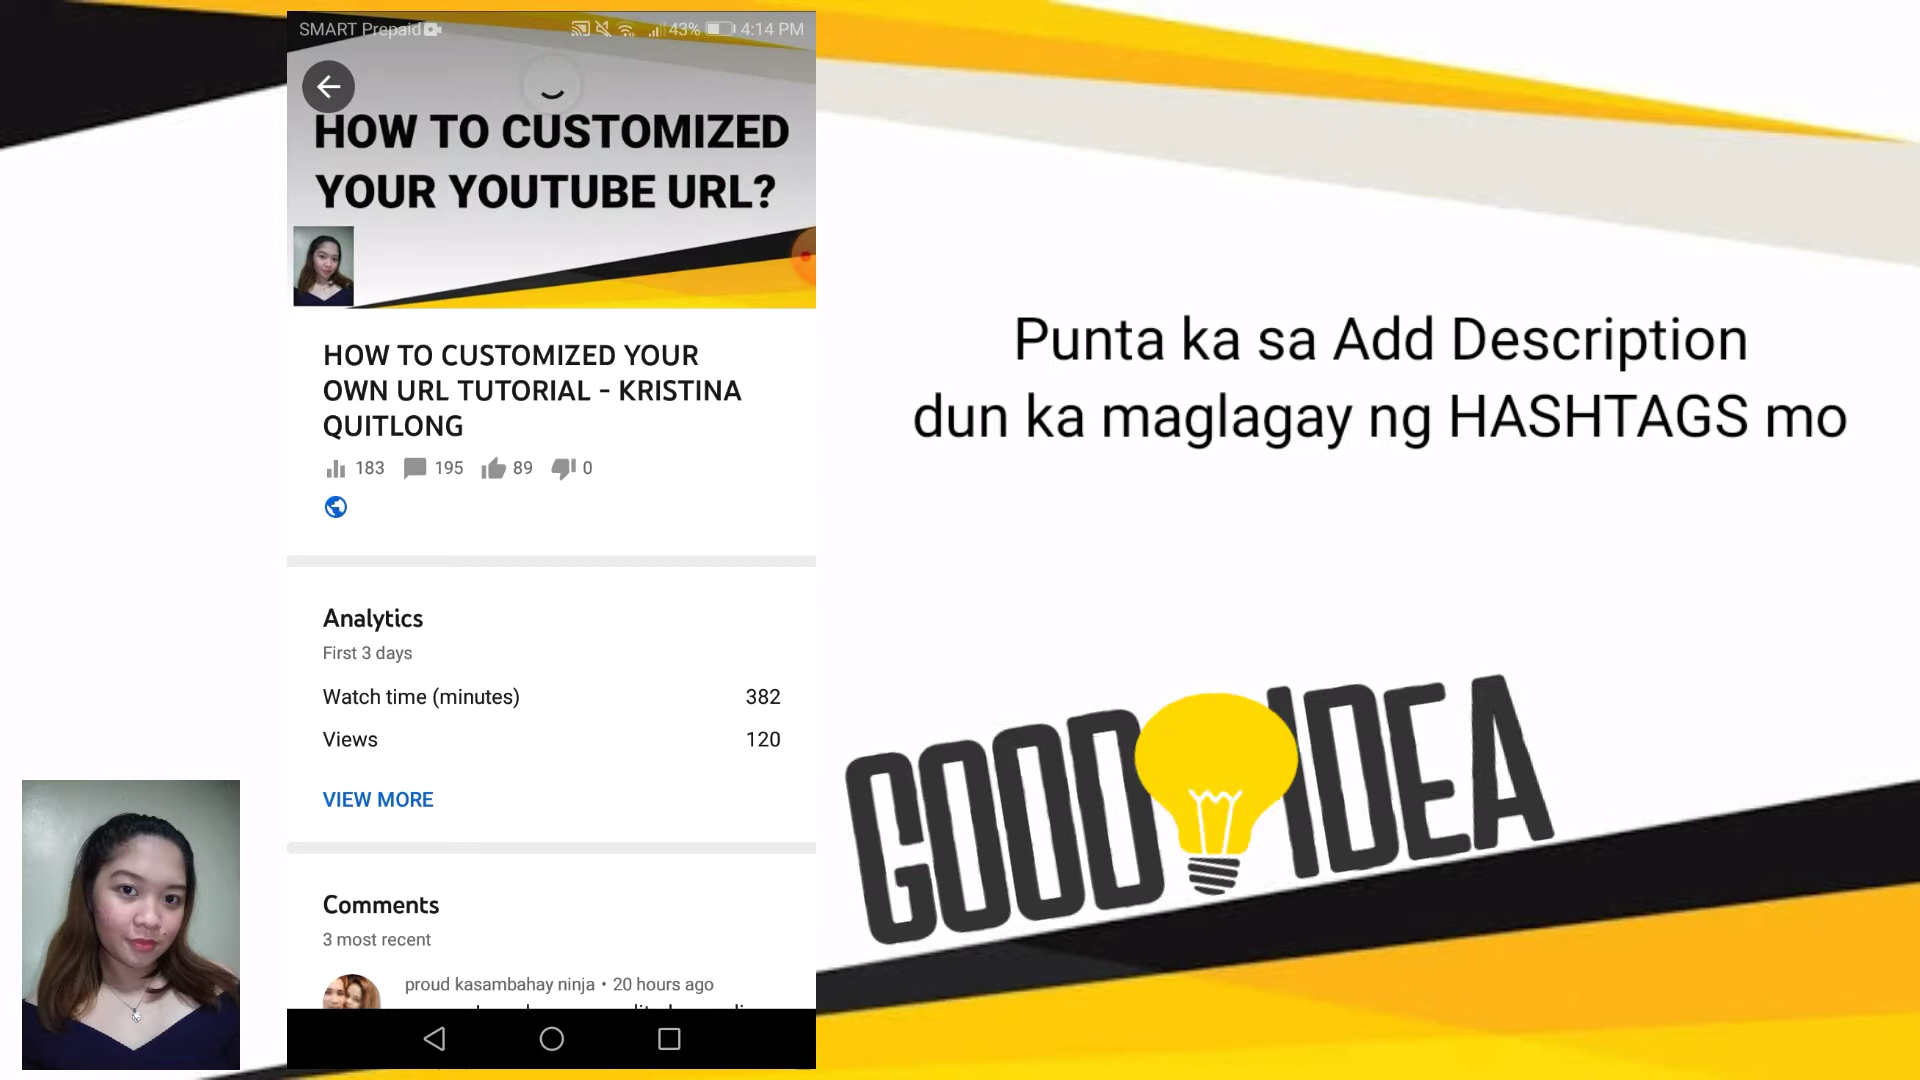 SMART Prepaid
43%
4:14 PM
HOW TO CUSTOMIZED
YOUR YOUTUBE URL?
HOW TO CUSTOMIZED YOUR
OWN URL TUTORIAL - KRISTINA
QUITLONG
183 195 89 0
Analytics
First 3 days
Watch time (minutes) 382
Views 120
VIEW MORE
Comments
3 most recent
proud kasambahay ninja • 20 hours ago
Punta ka sa Add Description
dun ka maglagay ng HASHTAGS mo
GOOD IDEA